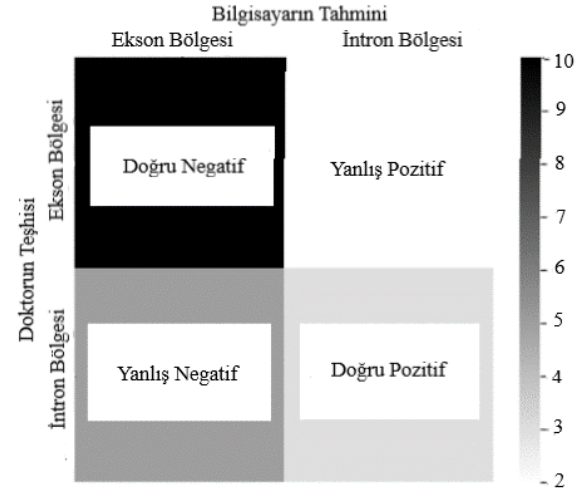 Bilgisayarın Tahmini
Ekson Bölgesi
İntron Bölgesi
Doktorun Teşhisi
Ekson Bölgesi
İntron Bölgesi
Doğru Negatif
Yanlış Pozitif
Yanlış Negatif
Doğru Pozitif
10
9
8
7
6
5
4
3
2